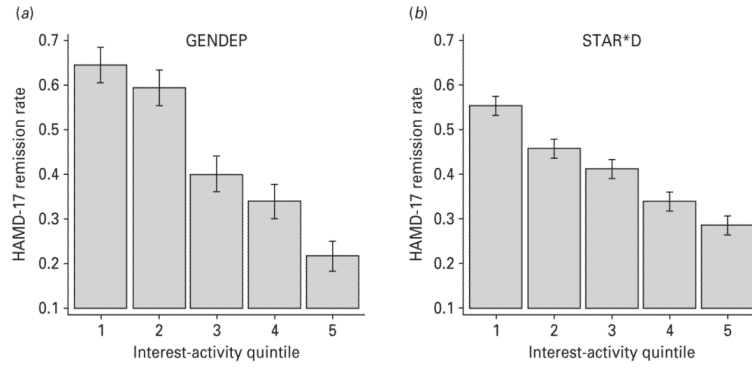 (a)
GENDEP
HAMD-17 remission rate
0.7
0.6
0.5
0.4
0.3
0.2
0.1
1 2 3 4 5
Interest-activity quintile
(b)
STAR*D
HAMD-17 remission rate
0.7
0.6
0.5
0.4
0.3
0.2
0.1
1 2 3 4 5
Interest-activity quintile